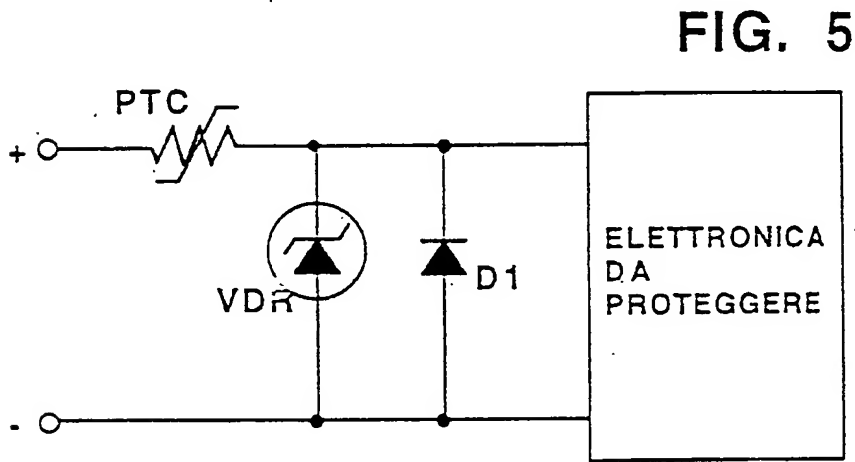 FIG. 5
PTC
+
VDR
D1
ELETTRONICA
DA
PROTEGGERE
-